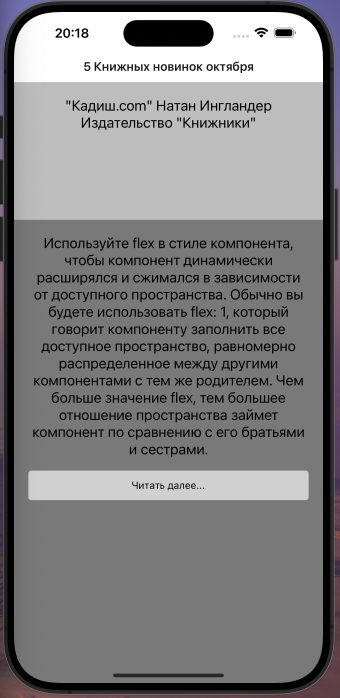 20:18
5 Книжных новинок октября
"Кадиш.com" Натан Ингландер
Издательство "Книжники"
Используйте flex в стиле компонента,
чтобы компонент динамически
расширялся и сжимался в зависимости
от доступного пространства. Обычно вы
будете использовать flex: 1, который
говорит компоненту заполнить все
доступное пространство, равномерно
распределенное между другими
компонентами с тем же родителем. Чем
больше значение flex, тем большее
отношение пространства займет
компонент по сравнению с его братьями
и сестрами.
Читать далее...